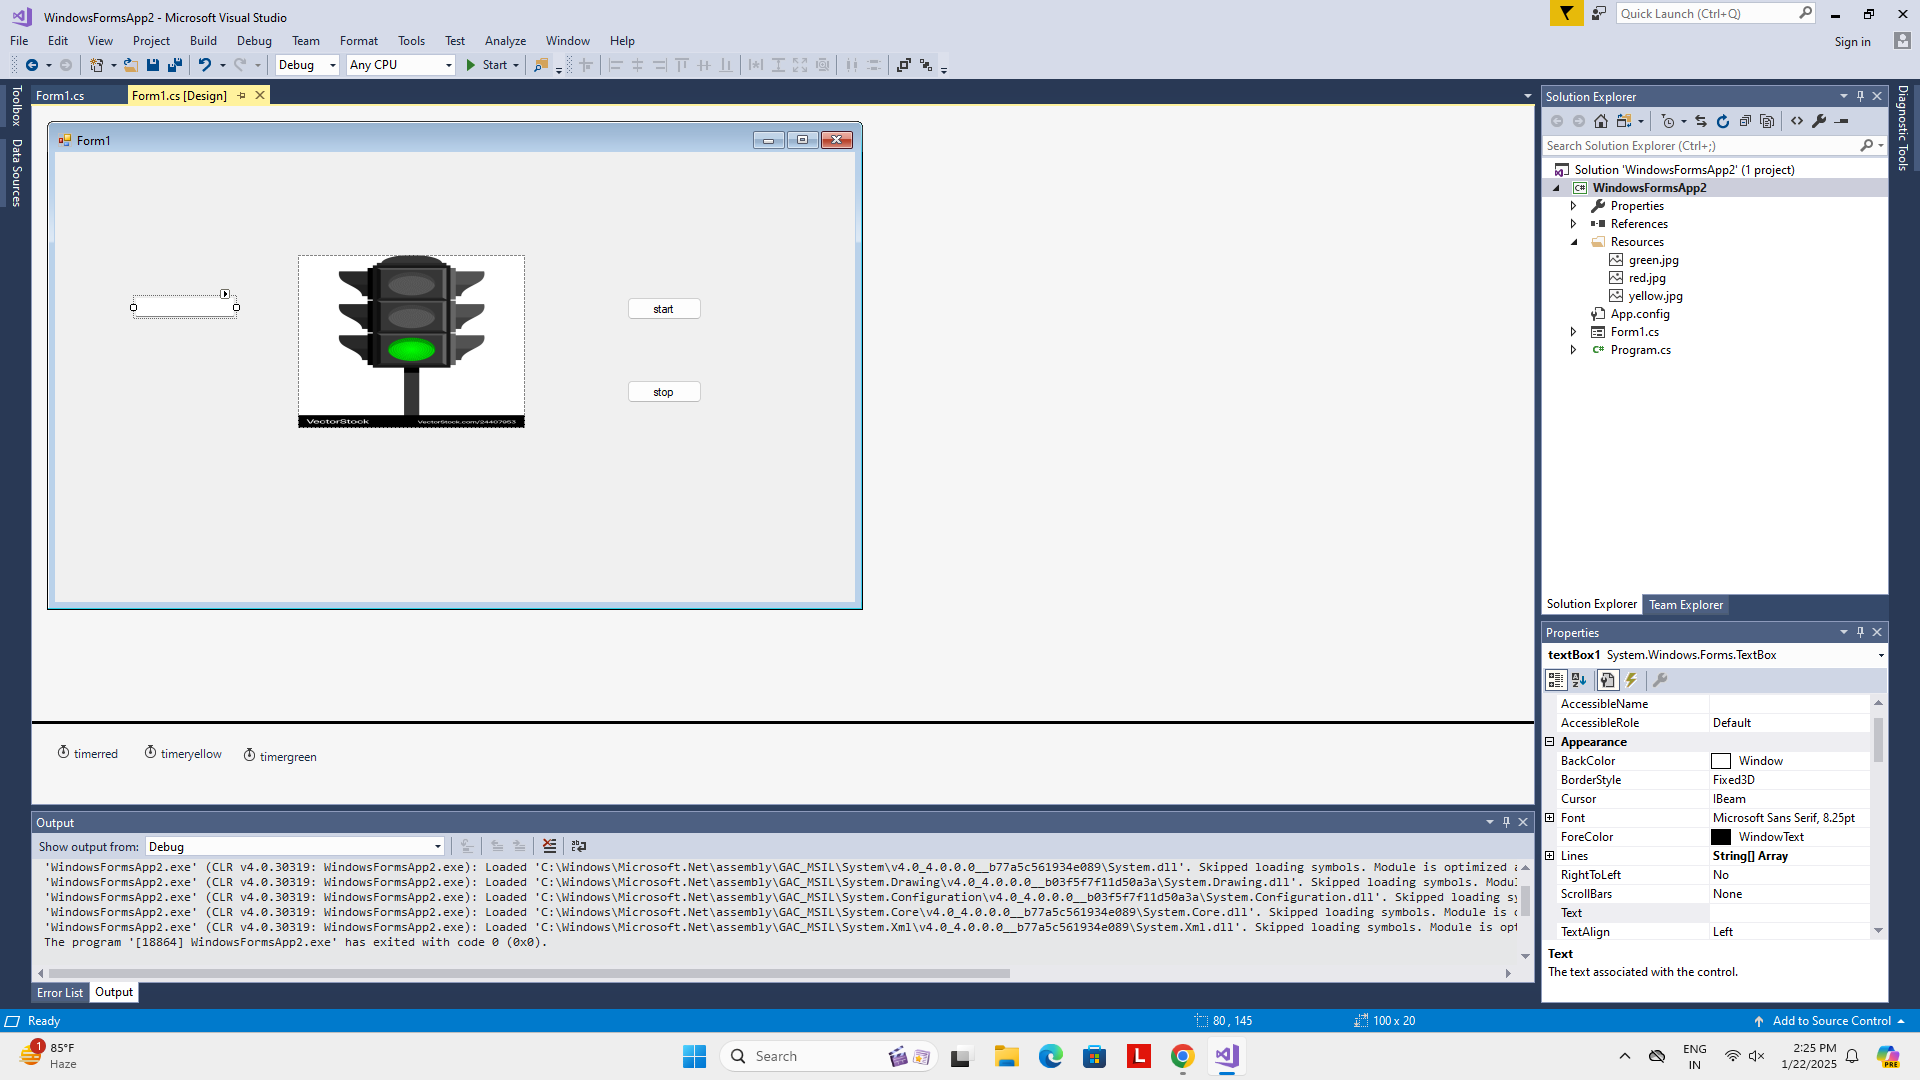 WindowsFormsApp2 - Microsoft Visual Studio
Quick Launch (Ctrl+Q)
File Edit View Project Build Debug Team Format Tools Test Analyze Window Help
Sign in
Debug Any CPU Start
Toolbox
Data Sources
Form1.cs Form1.cs [Design]
Form1
start
stop
VectorStock VectorStock.com/24407953
timerred timeryellow timergreen
Output
Show output from: Debug
'WindowsFormsApp2.exe' (CLR v4.0.30319: WindowsFormsApp2.exe): Loaded 'C:\Windows\Microsoft.Net\assembly\GAC_MSIL\System\v4.0_4.0.0.0__b77a5c561934e089\System.dll'. Skipped loading symbols. Module is optimized
'WindowsFormsApp2.exe' (CLR v4.0.30319: WindowsFormsApp2.exe): Loaded 'C:\Windows\Microsoft.Net\assembly\GAC_MSIL\System.Drawing\v4.0_4.0.0.0__b03f5f7f11d50a3a\System.Drawing.dll'. Skipped loading symbols.
'WindowsFormsApp2.exe' (CLR v4.0.30319: WindowsFormsApp2.exe): Loaded 'C:\Windows\Microsoft.Net\assembly\GAC_MSIL\System.Configuration\v4.0_4.0.0.0__b03f5f7f11d50a3a\System.Configuration.dll'. Skipped loading
'WindowsFormsApp2.exe' (CLR v4.0.30319: WindowsFormsApp2.exe): Loaded 'C:\Windows\Microsoft.Net\assembly\GAC_MSIL\System.Core\v4.0_4.0.0.0__b77a5c561934e089\System.Core.dll'. Skipped loading symbols. Module is
'WindowsFormsApp2.exe' (CLR v4.0.30319: WindowsFormsApp2.exe): Loaded 'C:\Windows\Microsoft.Net\assembly\GAC_MSIL\System.Xml\v4.0_4.0.0.0__b77a5c561934e089\System.Xml.dll'. Skipped loading symbols. Module is opt
The program '[18864] WindowsFormsApp2.exe' has exited with code 0 (0x0).
Error List Output
Solution Explorer
Search Solution Explorer (Ctrl+;)
Solution 'WindowsFormsApp2' (1 project)
C# WindowsFormsApp2
Properties
References
Resources
green.jpg
red.jpg
yellow.jpg
App.config
Form1.cs
C# Program.cs
Solution Explorer Team Explorer
Diagnostic Tools
Properties
textBox1 System.Windows.Forms.TextBox
AccessibleName
AccessibleRole Default
Appearance
BackColor Window
BorderStyle Fixed3D
Cursor IBeam
Font Microsoft Sans Serif, 8.25pt
ForeColor WindowText
Lines String[] Array
RightToLeft No
ScrollBars None
Text
TextAlign Left
Text
The text associated with the control.
Ready 80 , 145 100 x 20 Add to Source Control
1 85°F
Haze
Search
L
ENG
IN
2:25 PM
1/22/2025
PRE